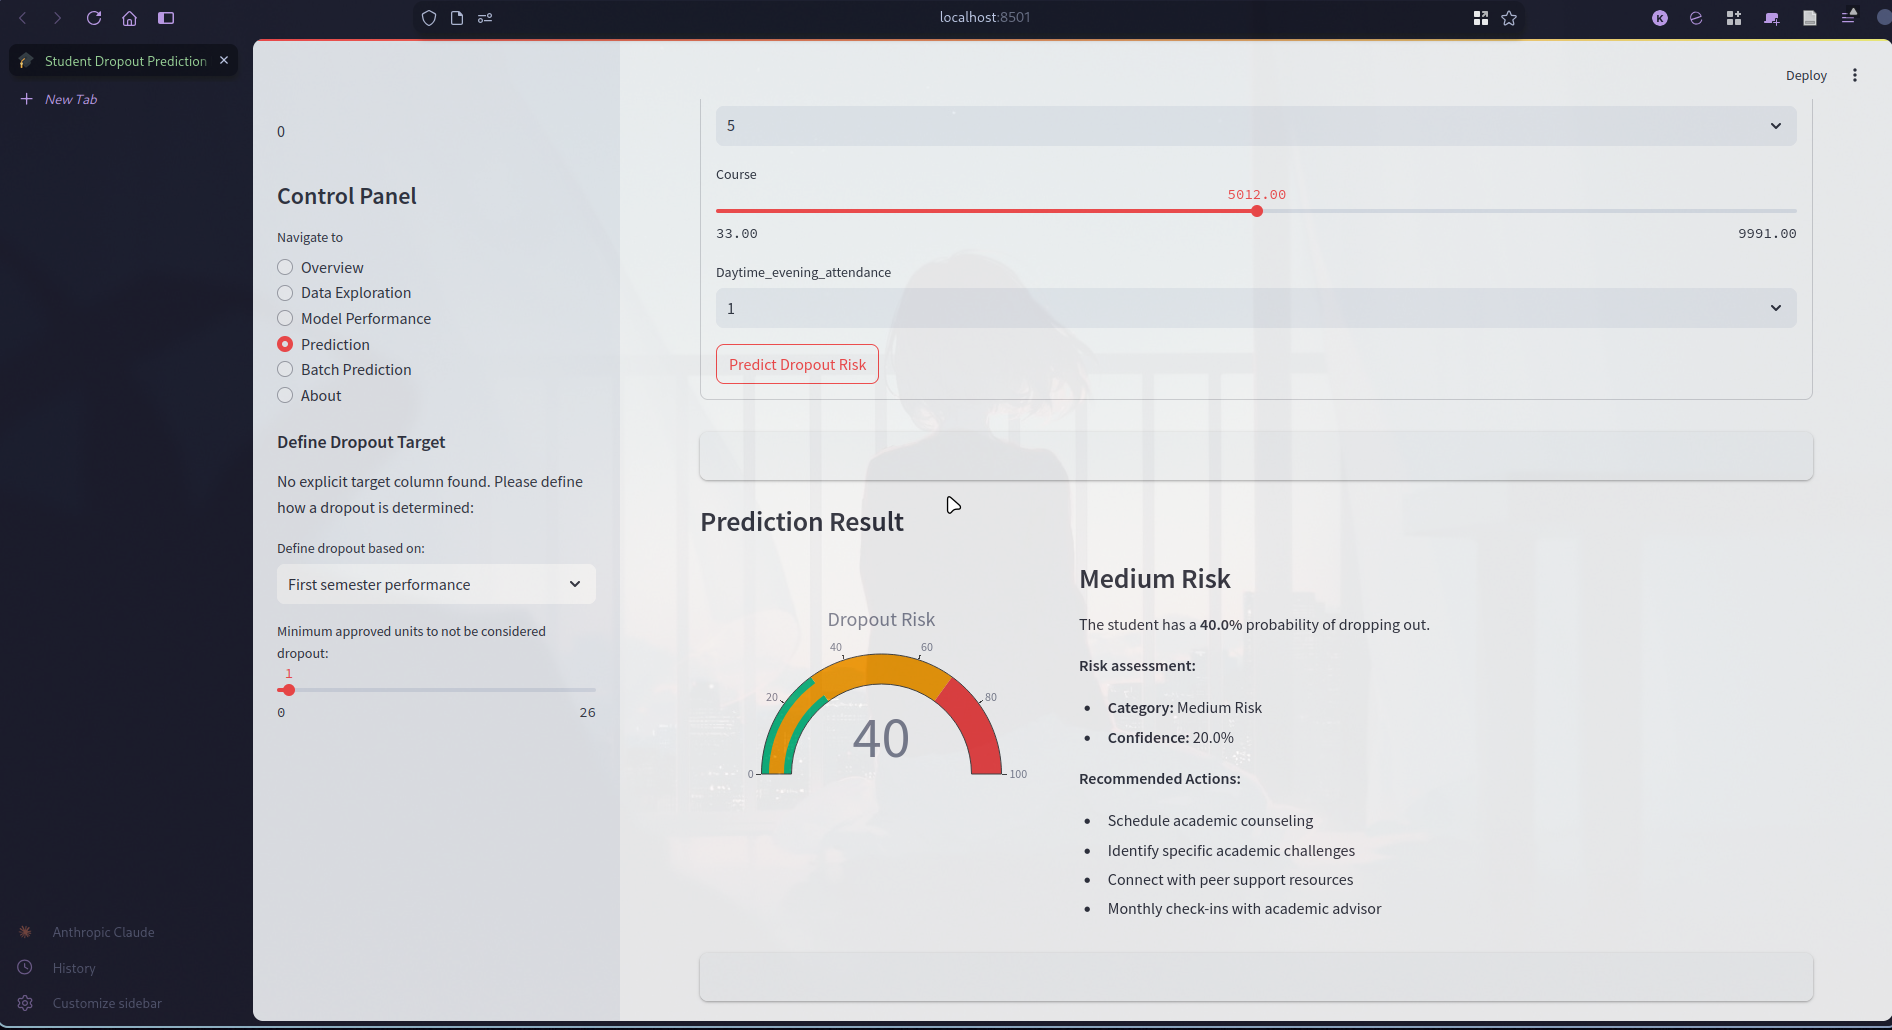 localhost:8501
Student Dropout Prediction
New Tab
Anthropic Claude
History
Customize sidebar
0
Control Panel
Navigate to
Overview
Data Exploration
Model Performance
Prediction
Batch Prediction
About
Define Dropout Target
No explicit target column found. Please define
how a dropout is determined:
Define dropout based on:
First semester performance
Minimum approved units to not be considered
dropout:
1
0 26
Deploy
5
Course
5012.00
33.00 9991.00
Daytime_evening_attendance
1
Predict Dropout Risk
Prediction Result
Dropout Risk
0 20 40 60 80 100
40
Medium Risk
The student has a 40.0% probability of dropping out.
Risk assessment:
• Category: Medium Risk
• Confidence: 20.0%
Recommended Actions:
• Schedule academic counseling
• Identify specific academic challenges
• Connect with peer support resources
• Monthly check-ins with academic advisor
K